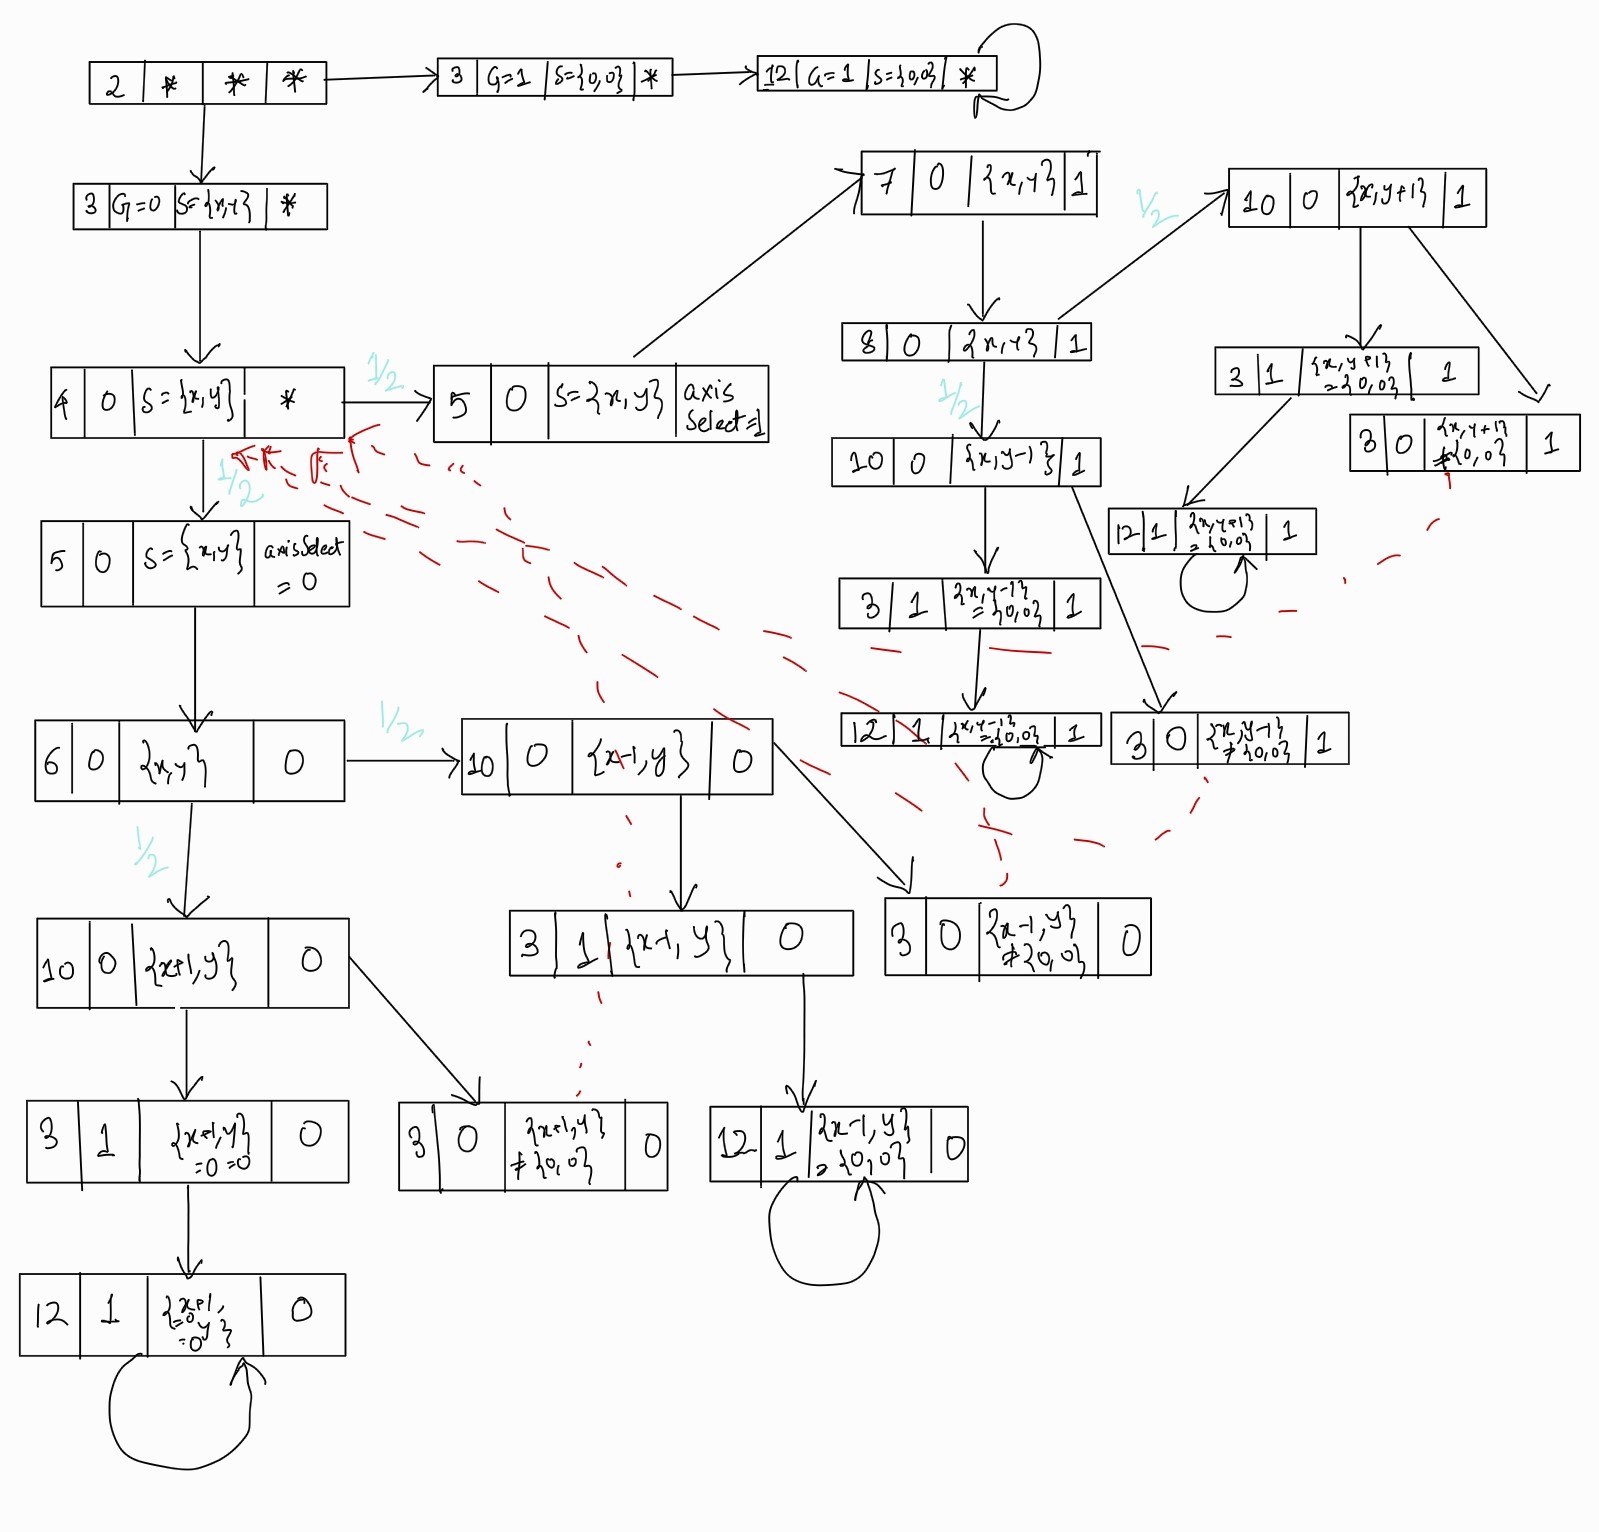 2 * * *
3 G=1 S={0,0} *
12 G=1 S={0,0} *
3 G=0 S={x,y} *
7 0 {x,y} 1
1/2
10 0 {x,y+1} 1
8 0 {x,y} 1
4 0 S={x,y} *
1/2
5 0 S={x,y} axis
Select=1
1/2
3 1 {x,y+1}
={0,0} 1
3 0 {x,y+1}
≠{0,0} 1
10 0 {x,y-1} 1
1/2
12 1 {x,y+1}
={0,0} 1
5 0 S={x,y} axisSelect
= 0
3 1 {x,y-1}
={0,0} 1
12 1 {x,y-1}
={0,0} 1
3 0 {x,y-1}
≠{0,0} 1
6 0 {x,y} 0
1/2
10 0 {x-1,y} 0
1/2
3 1 {x-1,y} 0
3 0 {x-1,y}
≠{0,0} 0
10 0 {x+1,y} 0
3 1 {x+1,y}
=0 =0 0
3 0 {x+1,y}
≠{0,0} 0
12 1 {x-1,y}
={0,0} 0
12 1 {x+1,
=0
y}
=0 0